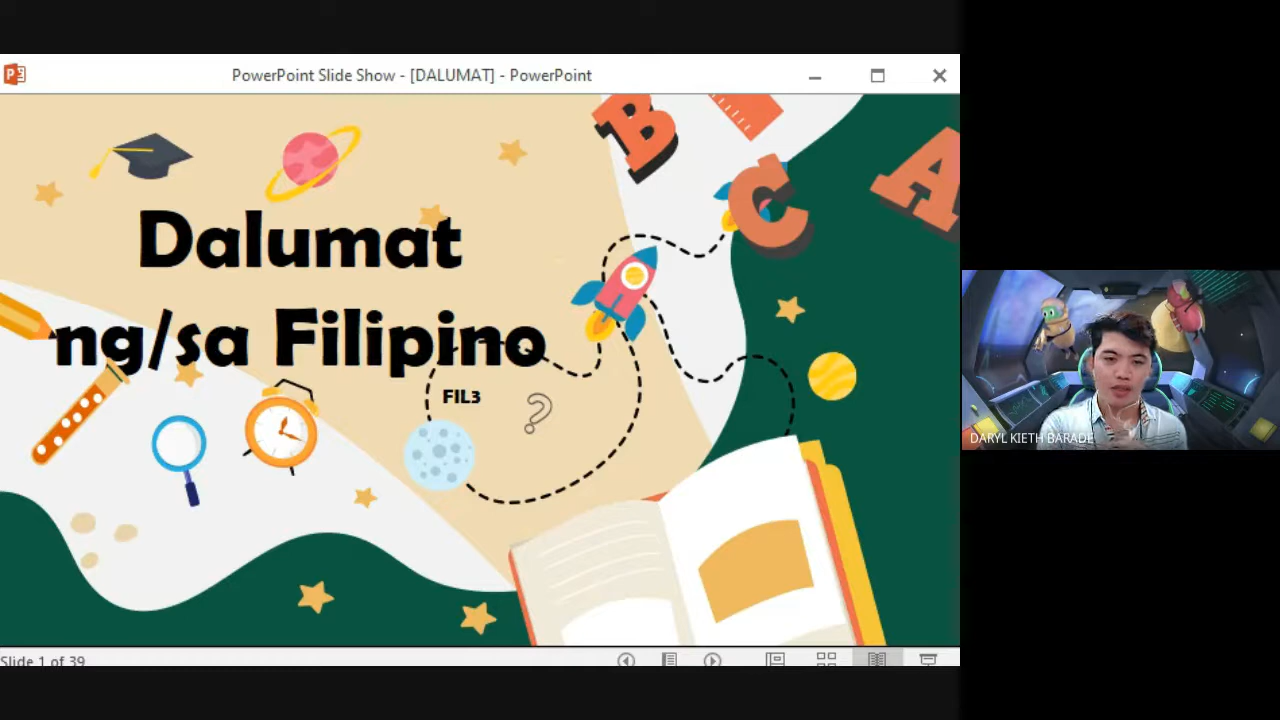 PowerPoint Slide Show - [DALUMAT] - PowerPoint
B
C
A
Dalumat
ng/sa Filipino
FIL3
?
DARYL KIETH BARADE
Slide 1 of 39